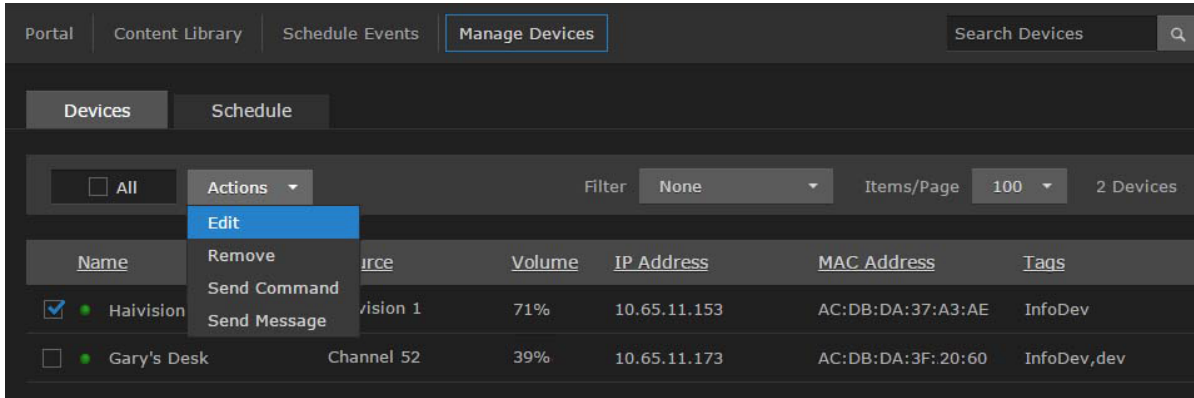 Portal Content Library Schedule Events Manage Devices Search Devices
Devices Schedule
All Actions Filter None Items/Page 100 2 Devices
Edit
Remove
Send Command
Send Message
Name Volume IP Address MAC Address Tags
Haivision 71% 10.65.11.153 AC:DB:DA:37:A3:AE InfoDev
Gary's Desk Channel 52 39% 10.65.11.173 AC:DB:DA:3F:20:60 InfoDev,dev